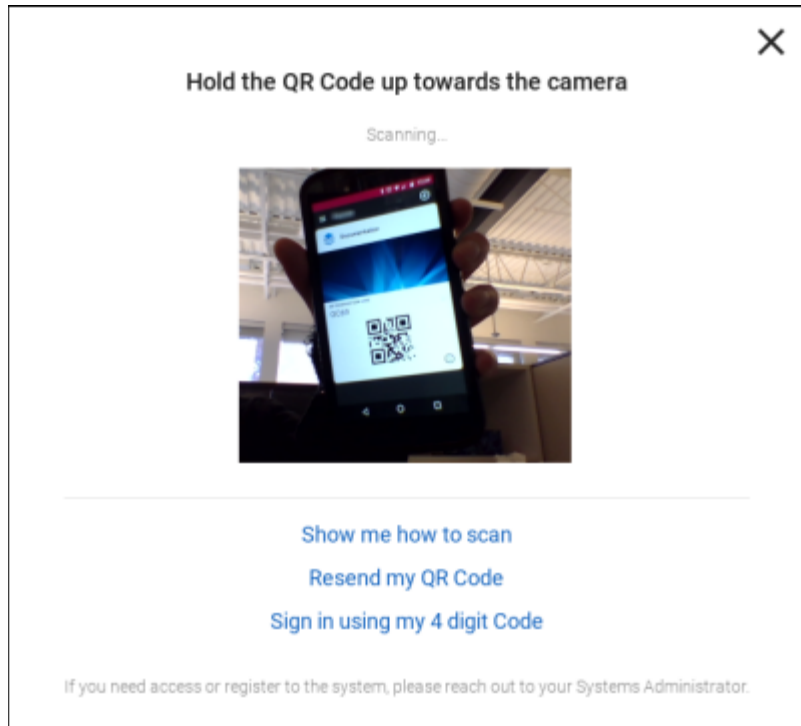 Hold the QR Code up towards the camera
Scanning...
Show me how to scan
Resend my QR Code
Sign in using my 4 digit Code
If you need access or register to the system, please reach out to your Systems Administrator.